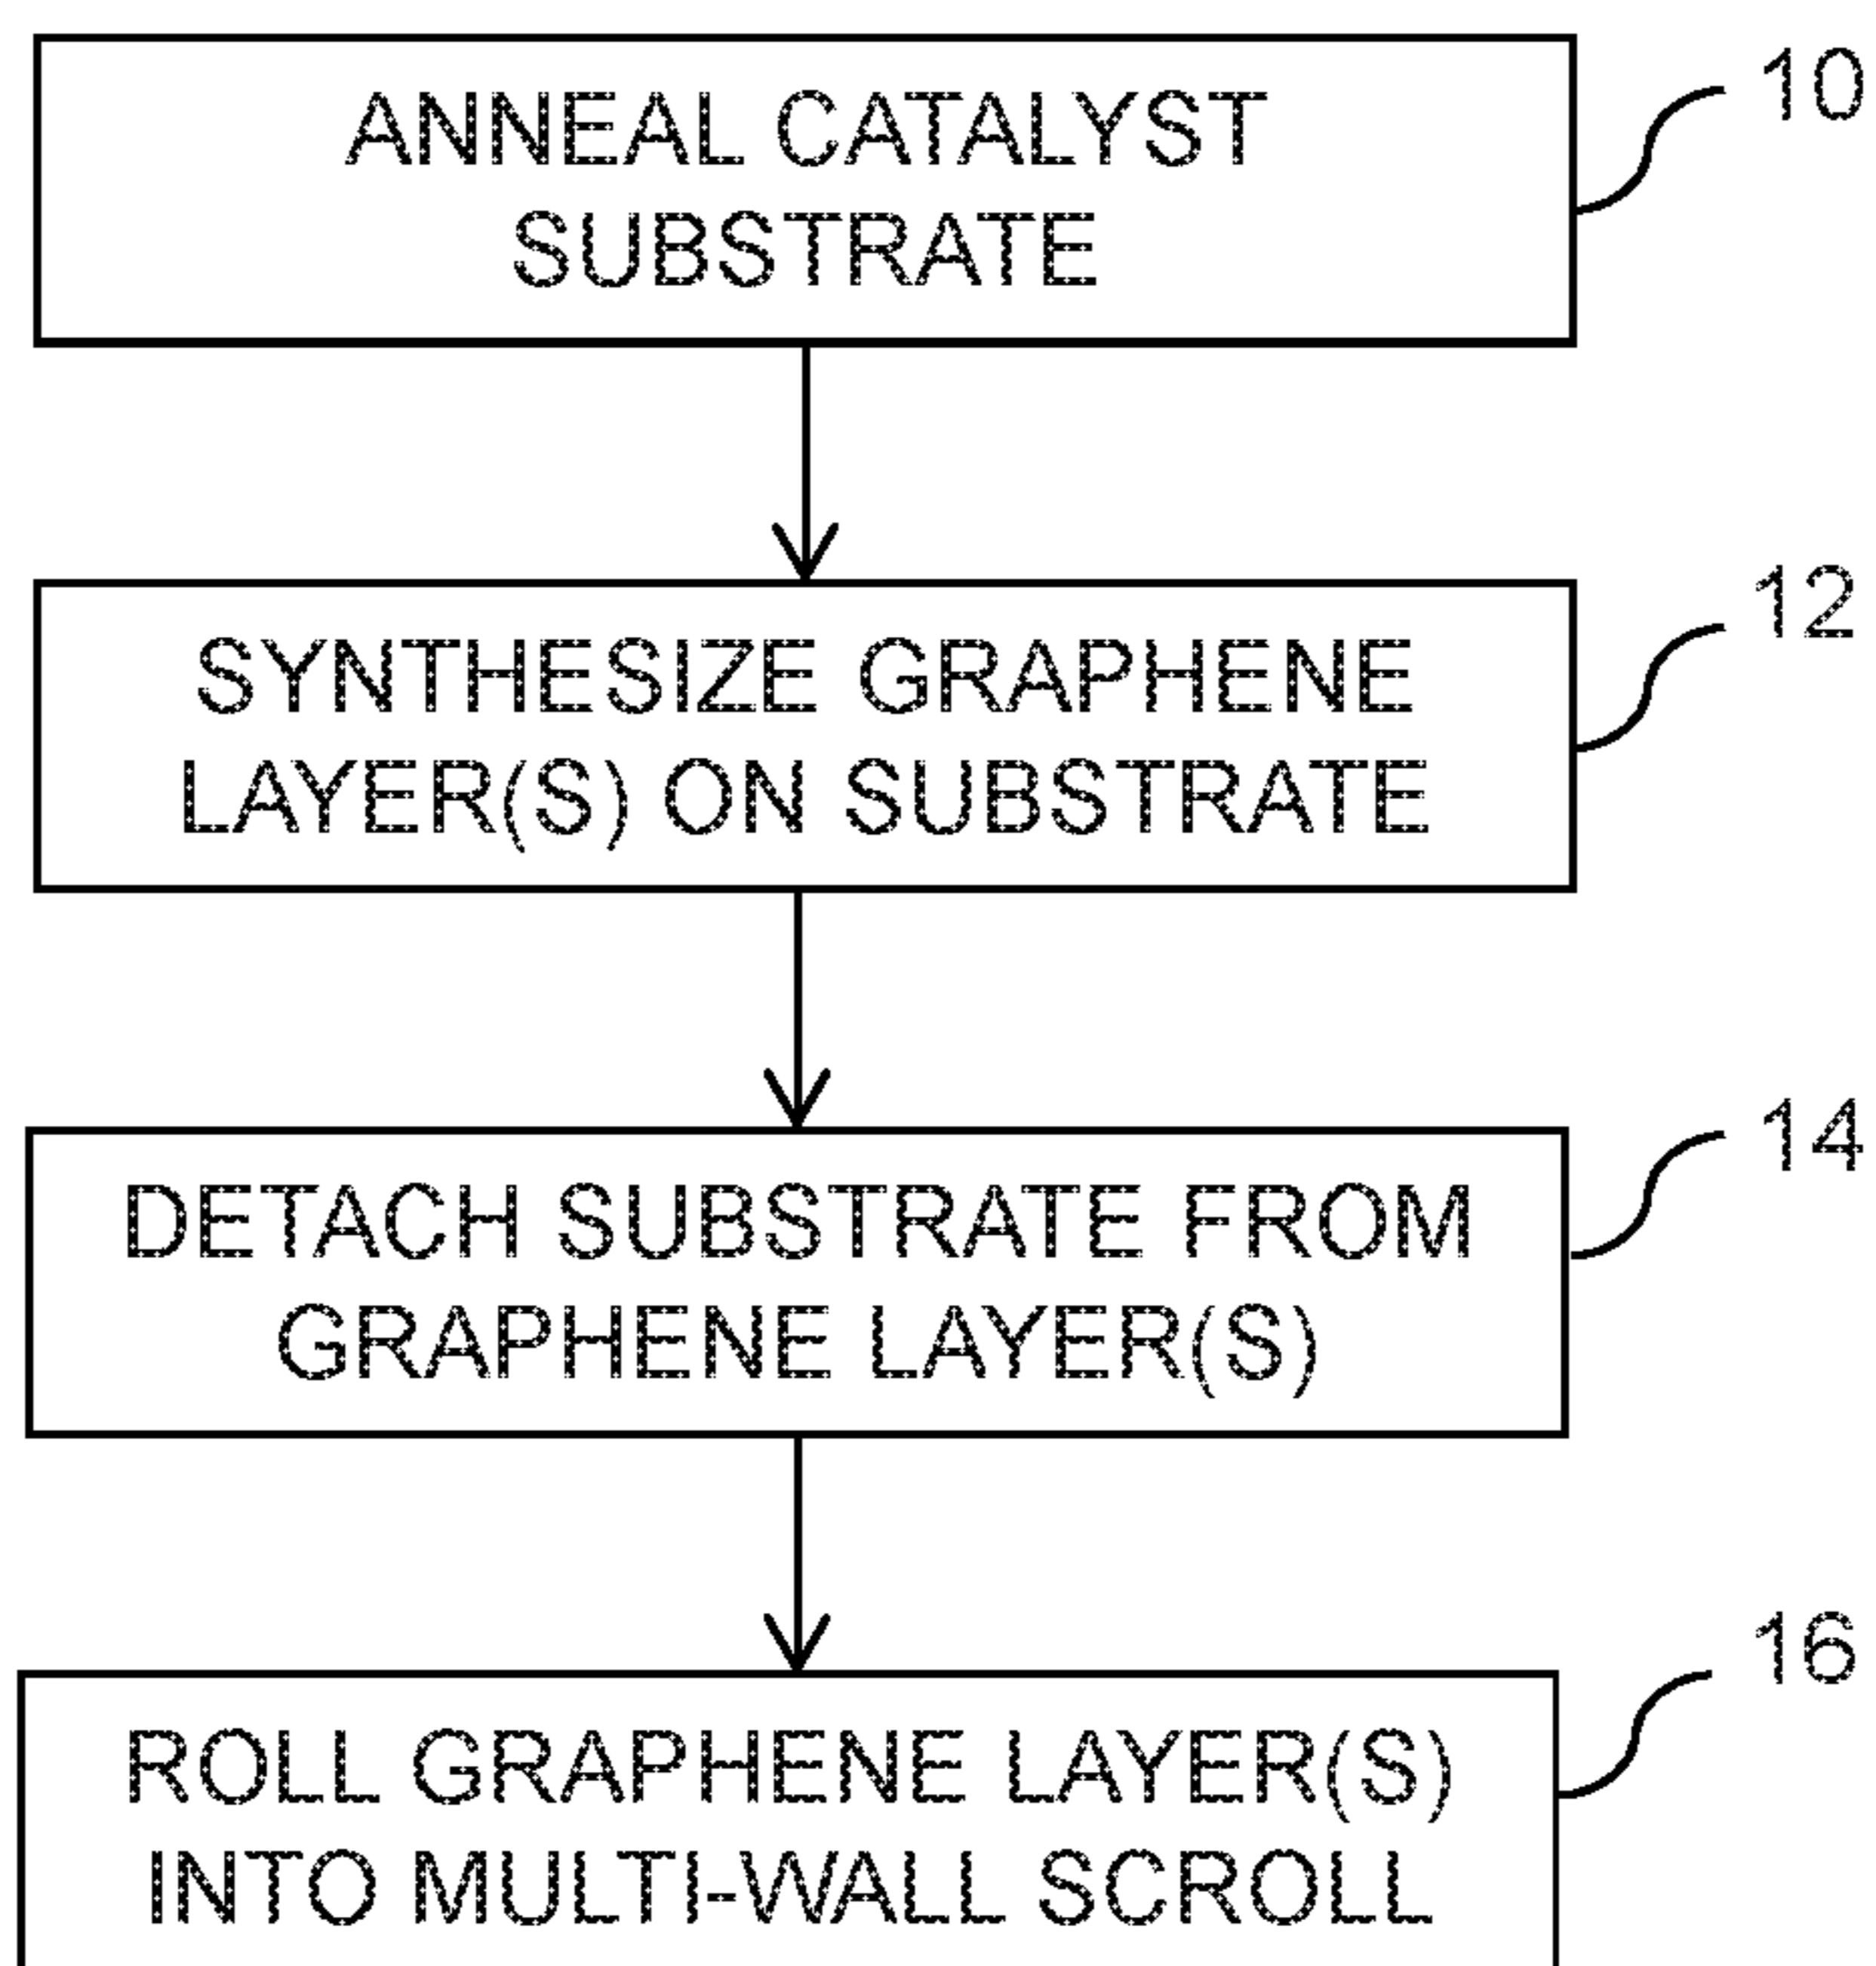 ANNEAL CATALYST
SUBSTRATE
10
SYNTHESIZE GRAPHENE
LAYER(S) ON SUBSTRATE
12
DETACH SUBSTRATE FROM
GRAPHENE LAYER(S)
14
ROLL GRAPHENE LAYER(S)
INTO MULTI-WALL SCROLL
16